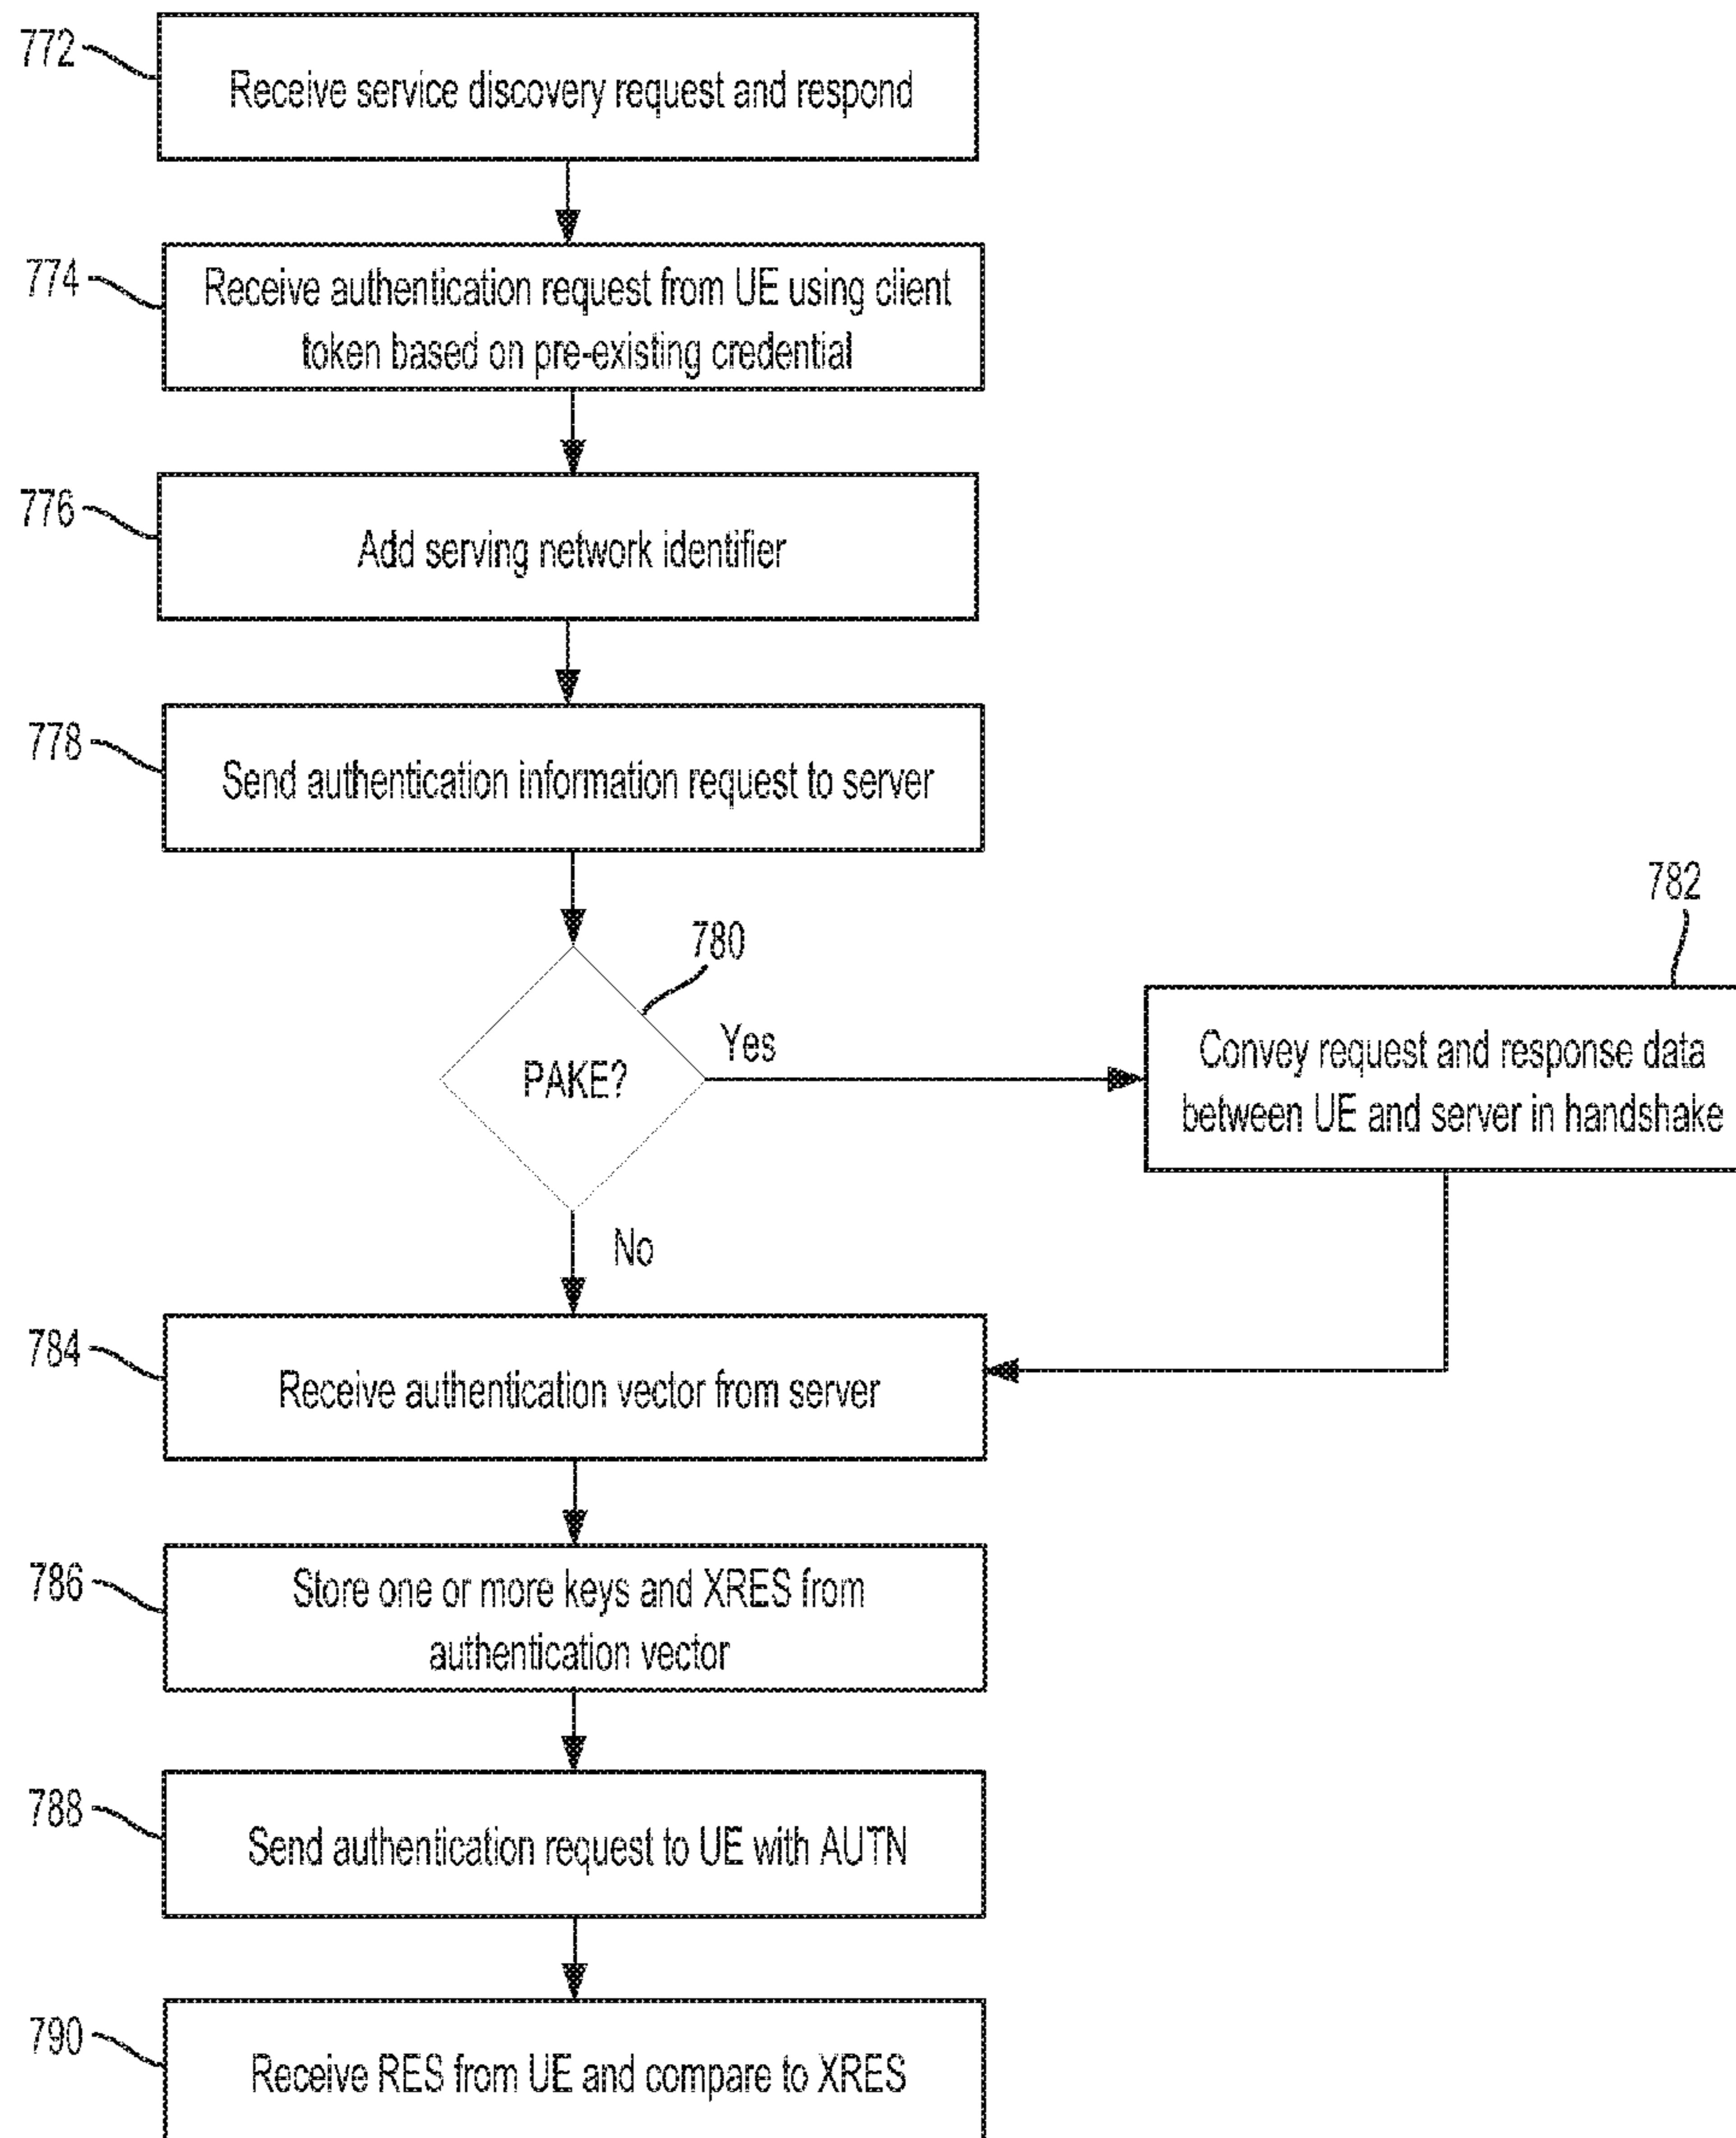 772
Receive service discovery request and respond
774
Receive authentication request from UE using client
token based on pre-existing credential
776
Add serving network identifier
778
Send authentication information request to server
780
PAKE?
Yes
782
Convey request and response data
between UE and server in handshake
No
784
Receive authentication vector from server
786
Store one or more keys and XRES from
authentication vector
788
Send authentication request to UE with AUTN
790
Receive RES from UE and compare to XRES